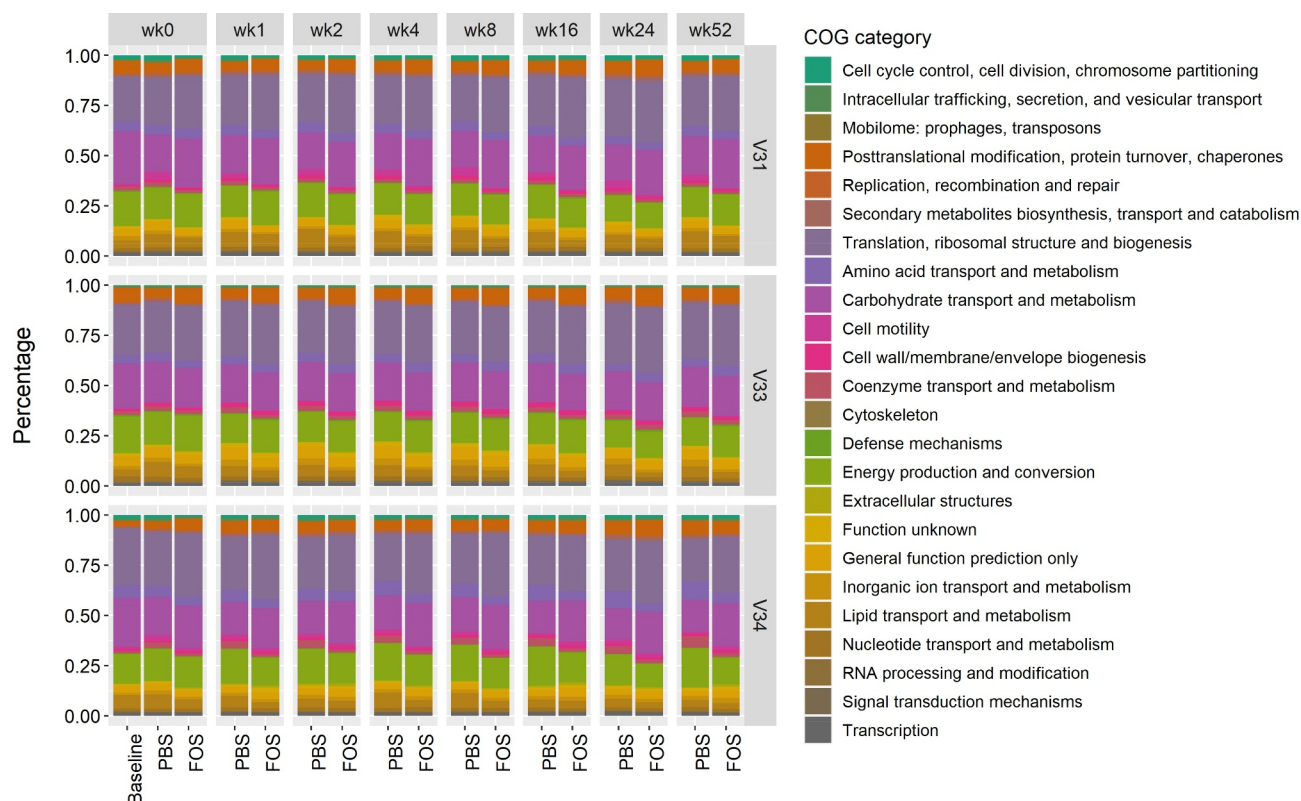 wk0 wk1 wk2 wk4 wk8 wk16 wk24 wk52
1.00
0.75
0.50
0.25
0.00
V31
1.00
0.75
0.50
0.25
0.00
V33
1.00
0.75
0.50
0.25
0.00
V34
Percentage
Baseline PBS FOS PBS FOS PBS FOS PBS FOS PBS FOS PBS FOS PBS FOS PBS FOS
COG category
Cell cycle control, cell division, chromosome partitioning
Intracellular trafficking, secretion, and vesicular transport
Mobilome: prophages, transposons
Posttranslational modification, protein turnover, chaperones
Replication, recombination and repair
Secondary metabolites biosynthesis, transport and catabolism
Translation, ribosomal structure and biogenesis
Amino acid transport and metabolism
Carbohydrate transport and metabolism
Cell motility
Cell wall/membrane/envelope biogenesis
Coenzyme transport and metabolism
Cytoskeleton
Defense mechanisms
Energy production and conversion
Extracellular structures
Function unknown
General function prediction only
Inorganic ion transport and metabolism
Lipid transport and metabolism
Nucleotide transport and metabolism
RNA processing and modification
Signal transduction mechanisms
Transcription